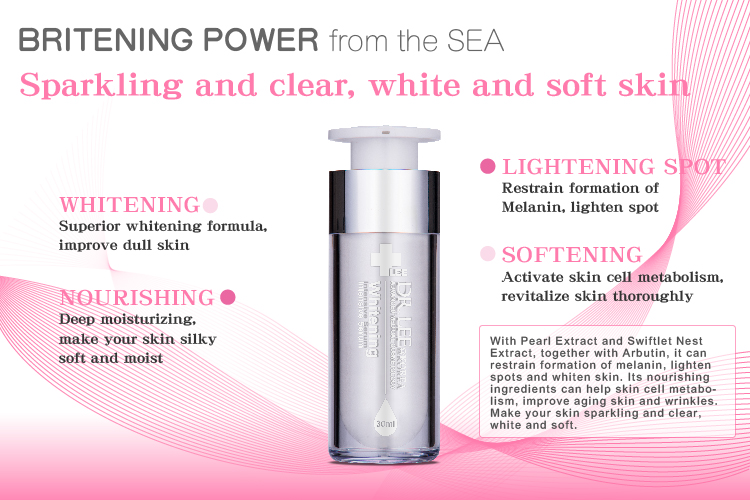 BRITENING POWER from the SEA
Sparkling and clear, white and soft skin
WHITENING
Superior whitening formula,
improve dull skin
NOURISHING
Deep moisturizing,
make your skin silky
soft and moist
LIGHTENING SPOT
Restrain formation of
Melanin, lighten spot
SOFTENING
Activate skin cell metabolism,
revitalize skin thoroughly
With Pearl Extract and Swiftlet Nest
Extract, together with Arbutin, it can
restrain formation of melanin, lighten
spots and whiten skin. Its nourishing
ingredients can help skin cell metabo-
lism, improve aging skin and wrinkles.
Make your skin sparkling and clear,
white and soft.
DR. LEE
Whitening
Intensive Serum
30ml